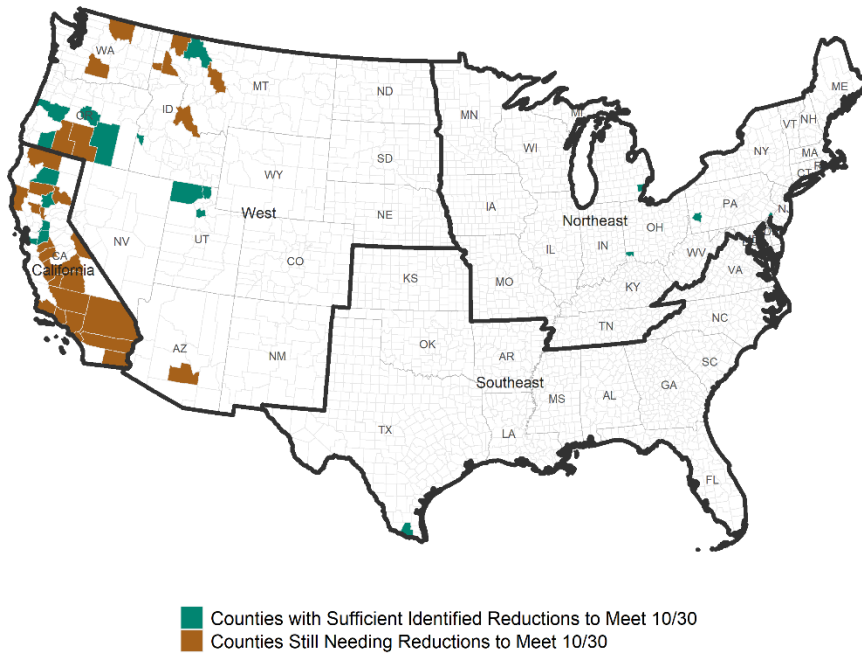 WA
MT
ND
MN
ME
ID
MI
VT
NH
OR
SD
WI
NY
MA
WY
CT
IA
PA
NJ
NE
Northeast
OH
West
NV
UT
IL
IN
CA
California
CO
WV
MO
VA
KS
KY
NC
TN
AZ
OK
AR
SC
NM
Southeast
MS
AL
GA
TX
LA
FL
Counties with Sufficient Identified Reductions to Meet 10/30
Counties Still Needing Reductions to Meet 10/30